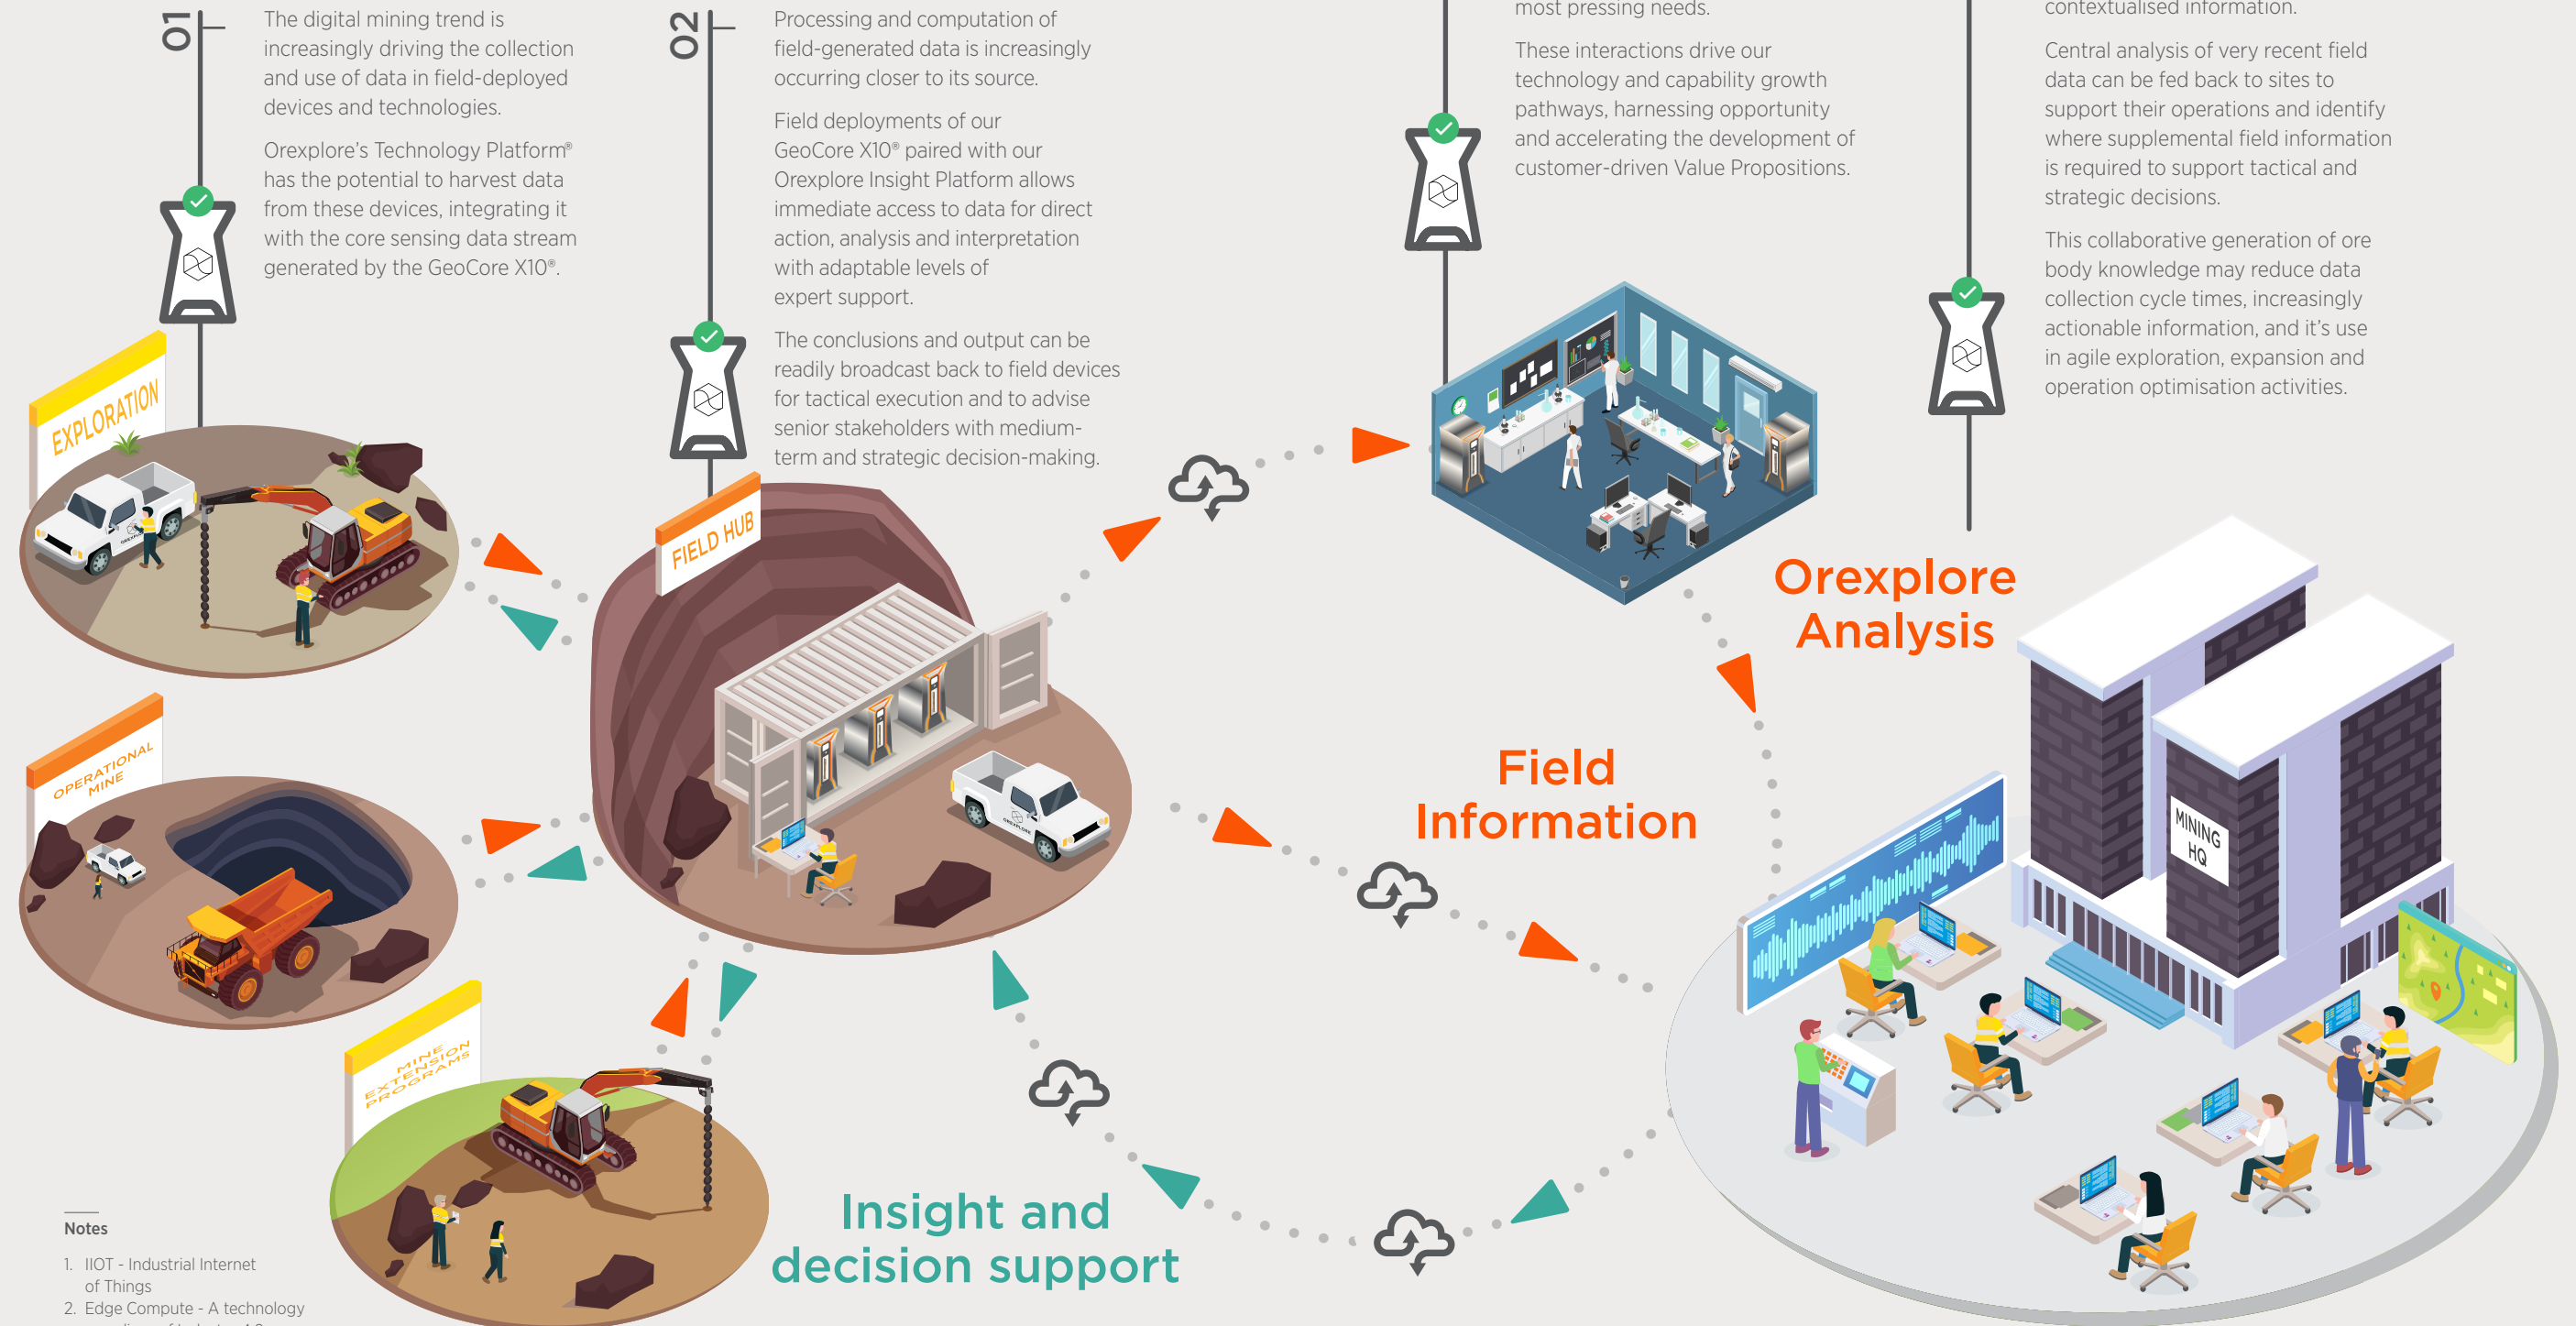 01
The digital mining trend is
increasingly driving the collection
and use of data in field-deployed
devices and technologies.
Orexplore's Technology Platform®
has the potential to harvest data
from these devices, integrating it
with the core sensing data stream
generated by the GeoCore X10®.
02
Processing and computation of
field-generated data is increasingly
occurring closer to its source.
Field deployments of our
GeoCore X10® paired with our
Orexplore Insight Platform allows
immediate access to data for direct
action, analysis and interpretation
with adaptable levels of
expert support.
The conclusions and output can be
readily broadcast back to field devices
for tactical execution and to advise
senior stakeholders with medium-
term and strategic decision-making.
most pressing needs.
These interactions drive our
technology and capability growth
pathways, harnessing opportunity
and accelerating the development of
customer-driven Value Propositions.
contextualised information.
Central analysis of very recent field
data can be fed back to sites to
support their operations and identify
where supplemental field information
is required to support tactical and
strategic decisions.
This collaborative generation of ore
body knowledge may reduce data
collection cycle times, increasingly
actionable information, and it's use
in agile exploration, expansion and
operation optimisation activities.
EXPLORATION
FIELD HUB
OPERATIONAL
MINE
MINE
EXTENSION
PROGRAMS
OREXPLORE
Orexplore
Analysis
Field
Information
MINING
HQ
Insight and
decision support
Notes
1. IIOT - Industrial Internet
of Things
2. Edge Compute - A technology